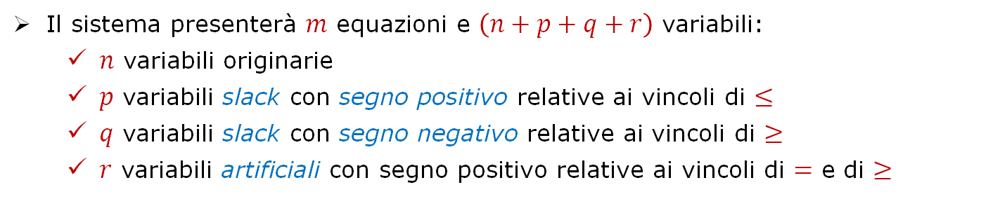 ➢ Il sistema presenterà m equazioni e (n + p + q + r) variabili:
✓ n variabili originarie
✓ p variabili slack con segno positivo relative ai vincoli di ≤
✓ q variabili slack con segno negativo relative ai vincoli di ≥
✓ r variabili artificiali con segno positivo relative ai vincoli di = e di ≥